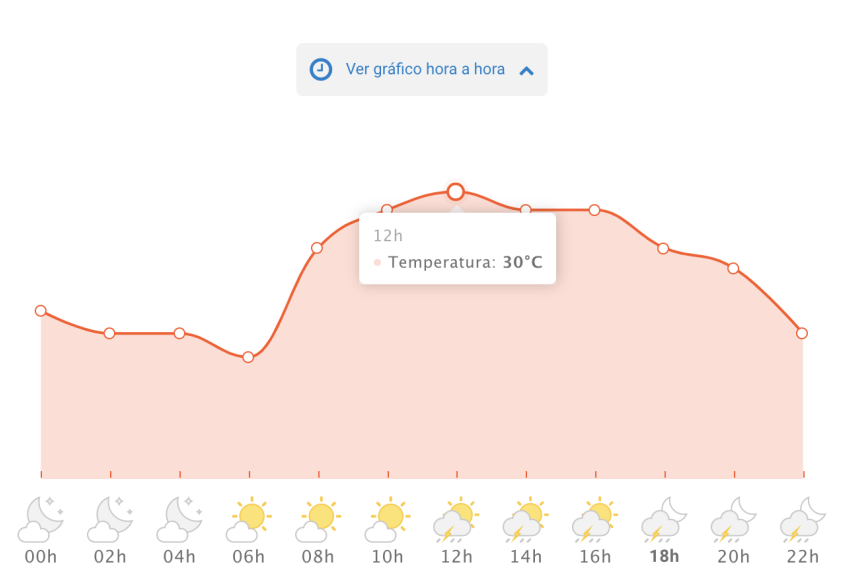 Ver gráfico hora a hora
12h
Temperatura: 30°C
00h 02h 04h 06h 08h 10h 12h 14h 16h 18h 20h 22h